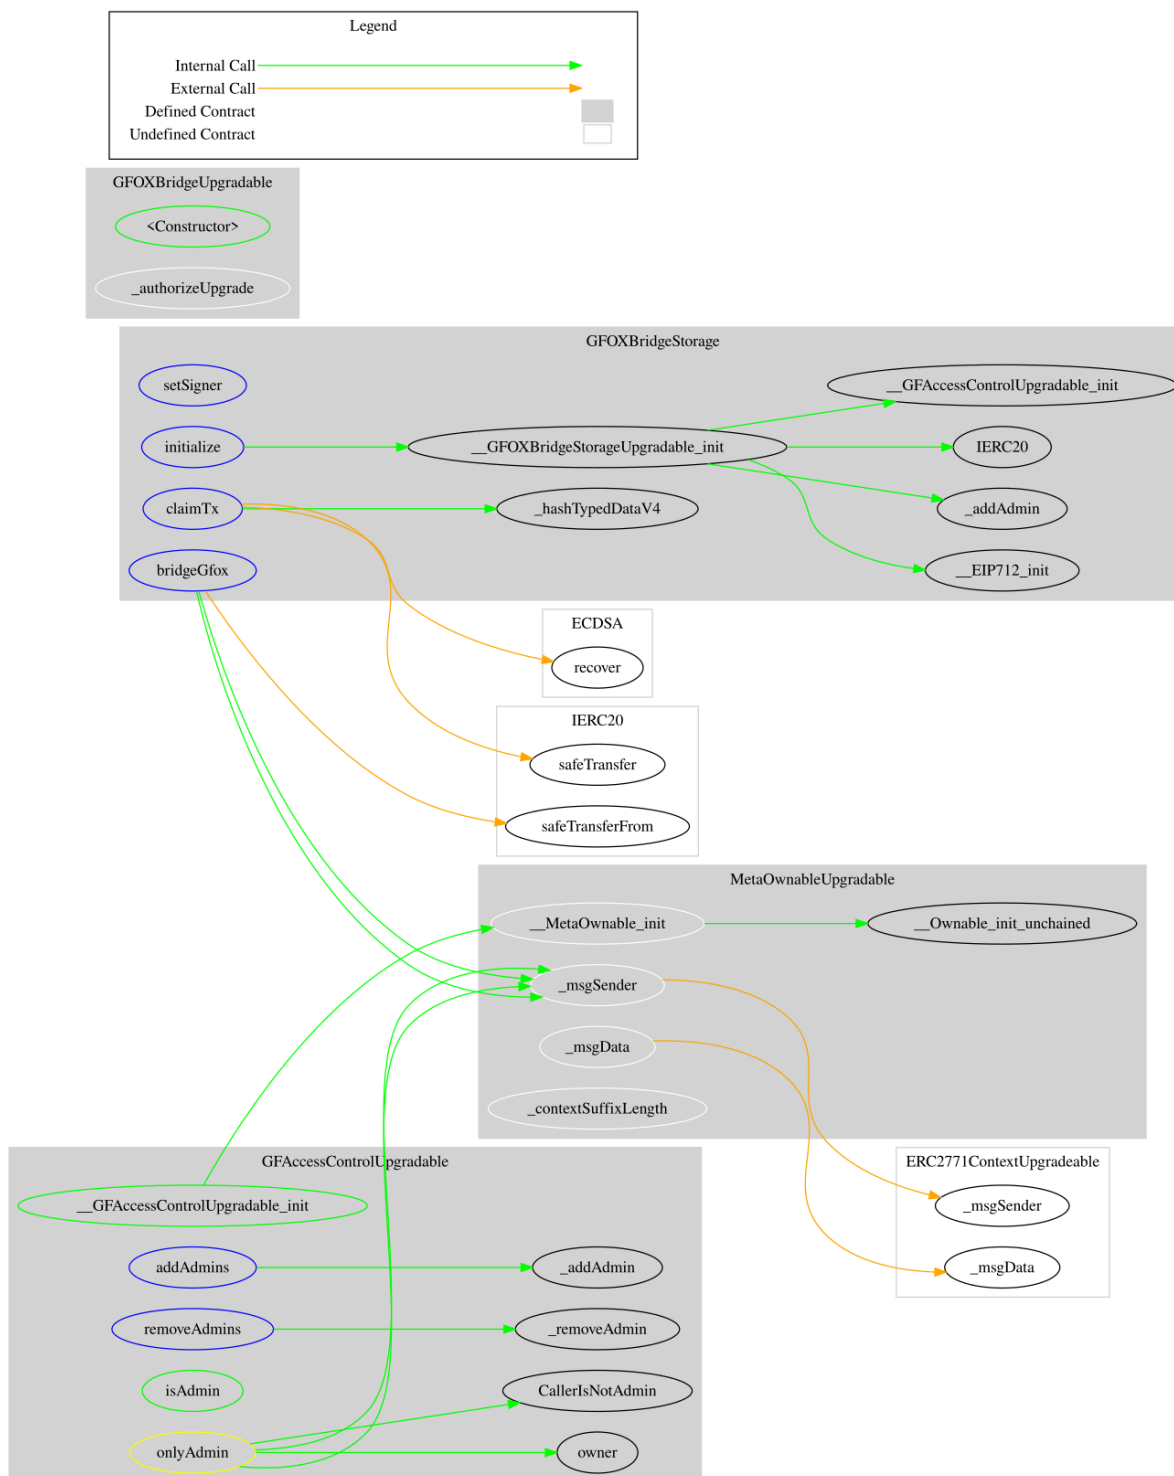 Legend
Internal Call
External Call
Defined Contract
Undefined Contract
GFOXBridgeUpgradable
<Constructor>
_authorizeUpgrade
GFOXBridgeStorage
setSigner
__GFAccessControlUpgradable_init
initialize
__GFOXBridgeStorageUpgradable_init
IERC20
claimTx
_hashTypedDataV4
_addAdmin
bridgeGfox
__EIP712_init
ECDSA
recover
IERC20
safeTransfer
safeTransferFrom
MetaOwnableUpgradable
__MetaOwnable_init
__Ownable_init_unchained
_msgSender
_msgData
_contextSuffixLength
GFAccessControlUpgradable
ERC2771ContextUpgradeable
__GFAccessControlUpgradable_init
_msgSender
addAdmins
_addAdmin
_msgData
removeAdmins
_removeAdmin
isAdmin
CallerIsNotAdmin
onlyAdmin
owner